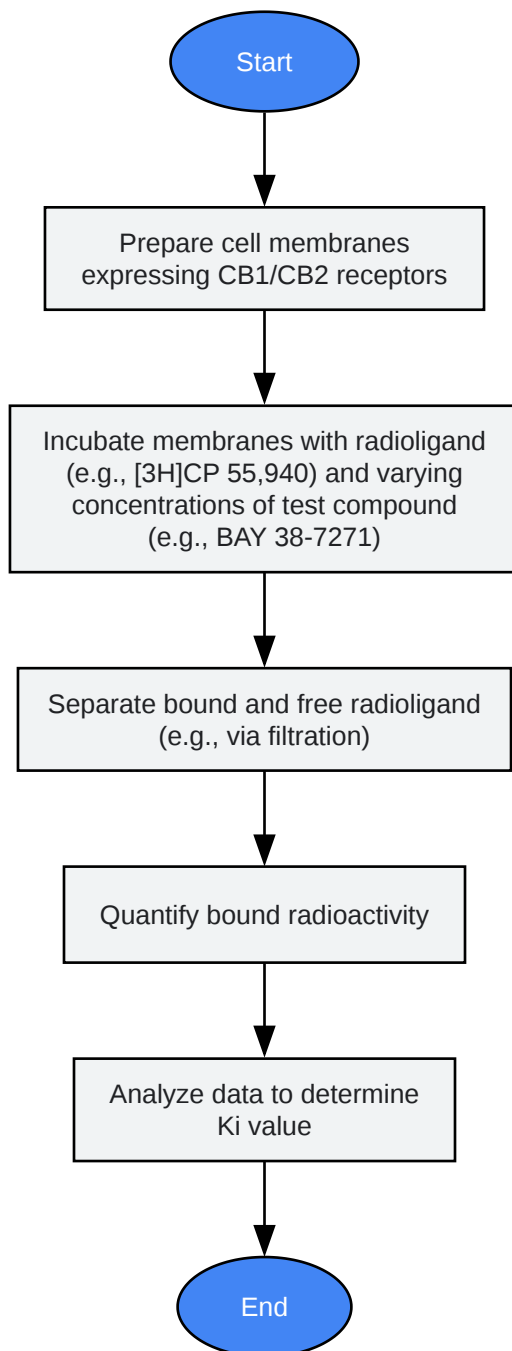 Start
Prepare cell membranes
expressing CB1/CB2 receptors
Incubate membranes with radioligand
(e.g., [3H]CP 55,940) and varying
concentrations of test compound
(e.g., BAY 38-7271)
Separate bound and free radioligand
(e.g., via filtration)
Quantify bound radioactivity
Analyze data to determine
Ki value
End